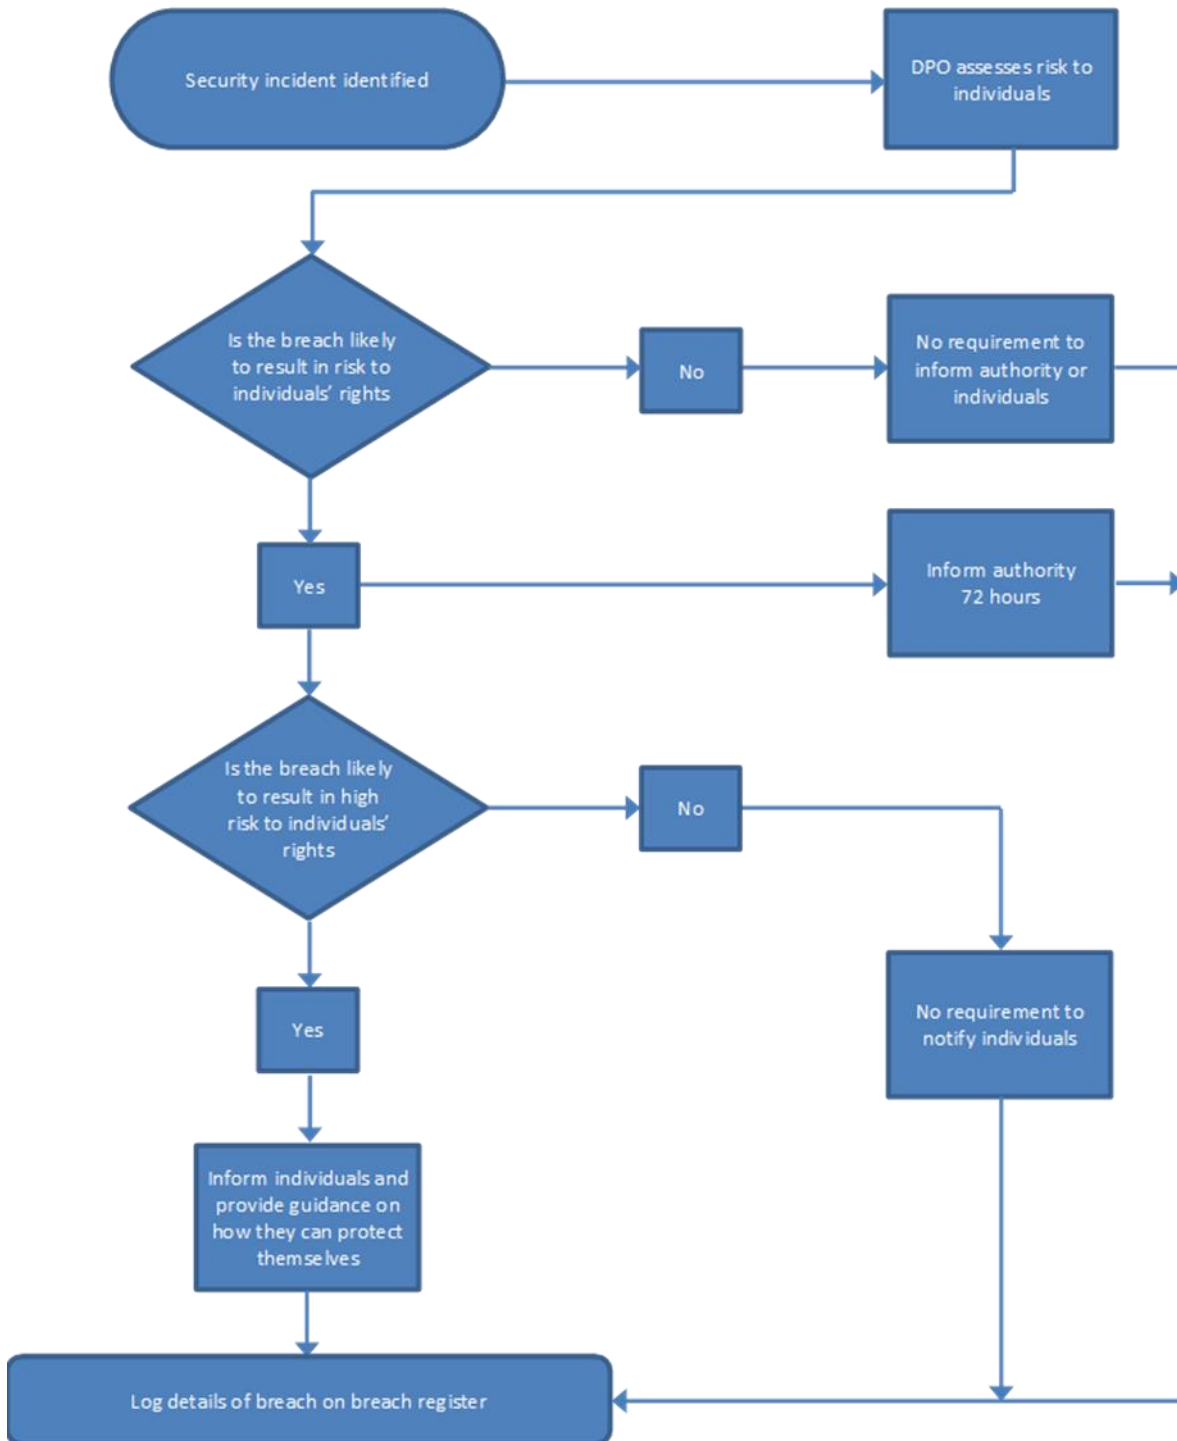 Security incident identified
DPO assesses risk to
individuals
Is the breach likely
to result in risk to
individuals’ rights
No
No requirement to
inform authority or
individuals
Yes
Inform authority
72 hours
Is the breach likely
to result in high
risk to individuals’
rights
No
Yes
No requirement to
notify individuals
Inform individuals and
provide guidance on
how they can protect
themselves
Log details of breach on breach register